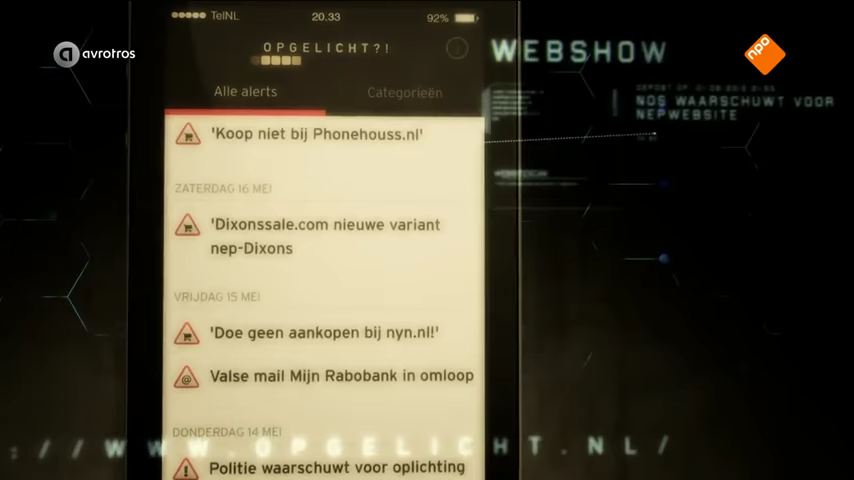 TelNL
20.33
92%
avrotros
OPGELICHT?!
WEBSHOW
npo
Alle alerts
Categorieën
NOS WAARSCHUWT VOOR
NEPWEBSITE
'Koop niet bij Phonehouss.nl'
ZATERDAG 16 MEI
'Dixonssale.com nieuwe variant
nep-Dixons
VRIJDAG 15 MEI
'Doe geen aankopen bij nyn.nl!'
Valse mail Mijn Rabobank in omloop
DONDERDAG 14 MEI
://WWW.OPGELICHT.NL/
Politie waarschuwt voor oplichting